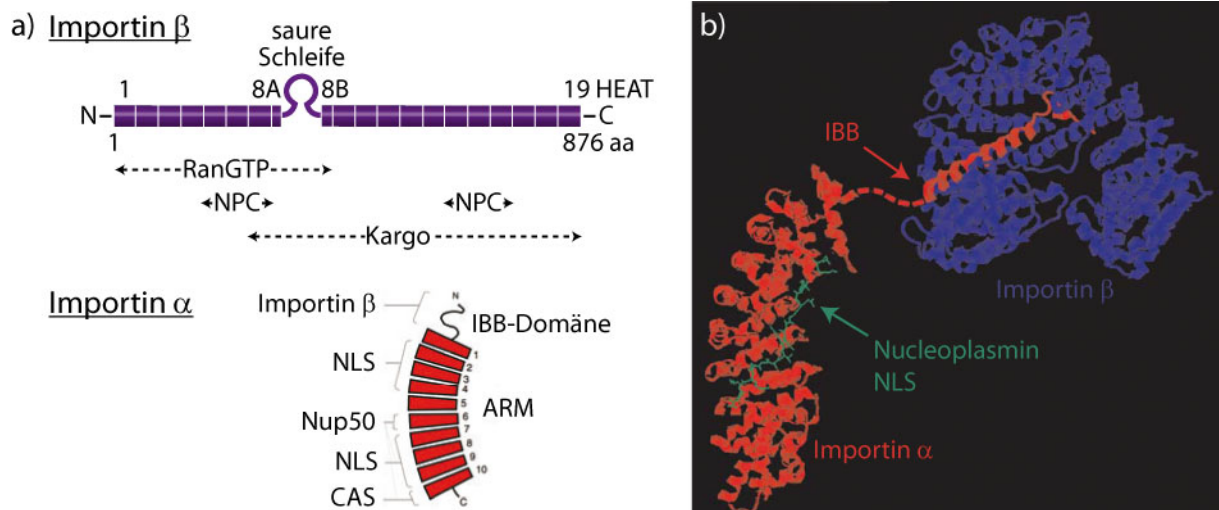 a) Importin β
saure
Schleife
1 8A 8B 19 HEAT
N C
1 876 aa
RanGTP
NPC NPC
Kargo
Importin α
Importin β
N
IBB-Domäne
NLS
1
2
3
4
5
ARM
Nup50
6
7
NLS
8
9
10
CAS
C
b)
IBB
Importin β
Nucleoplasmin
NLS
Importin α